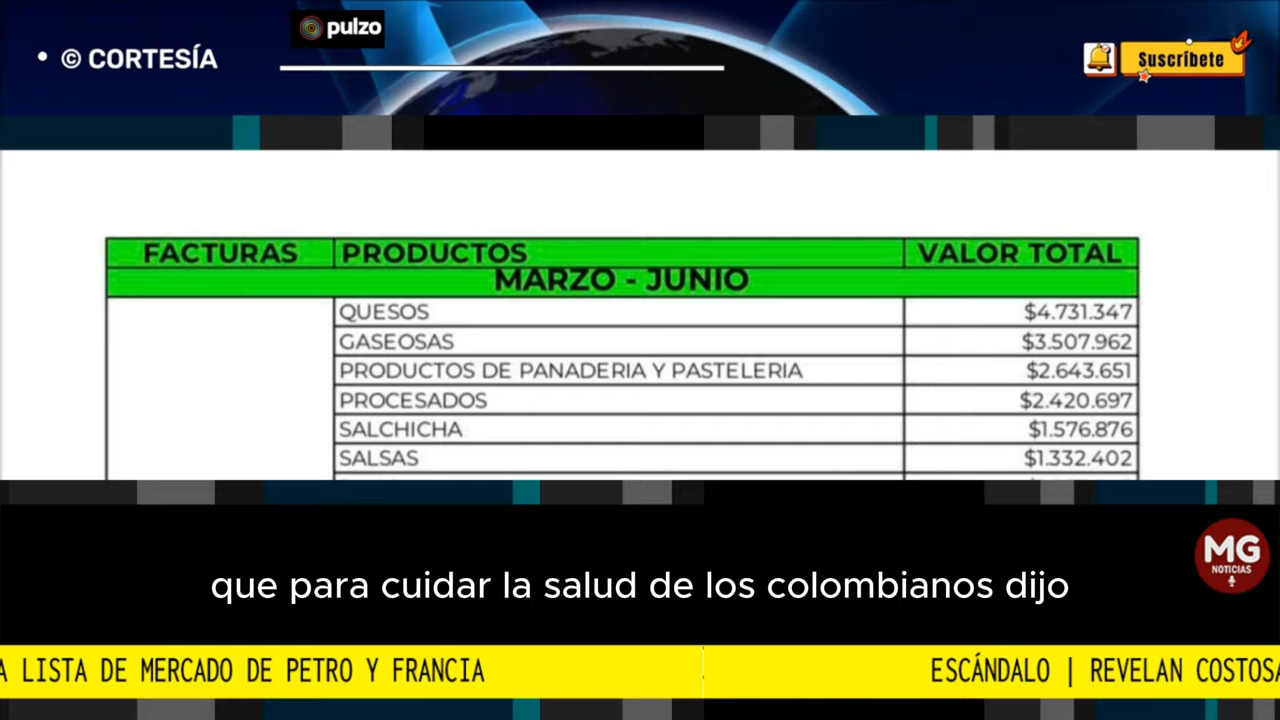 pulzo
• © CORTESÍA
Suscríbete
FACTURAS PRODUCTOS VALOR TOTAL
MARZO - JUNIO
QUESOS $4.731.347
GASEOSAS $3.507.962
PRODUCTOS DE PANADERIA Y PASTELERIA $2.643.651
PROCESADOS $2.420.697
SALCHICHA $1.576.876
SALSAS $1.332.402
MG
NOTICIAS
que para cuidar la salud de los colombianos dijo
A LISTA DE MERCADO DE PETRO Y FRANCIA ESCÁNDALO | REVELAN COSTOSA